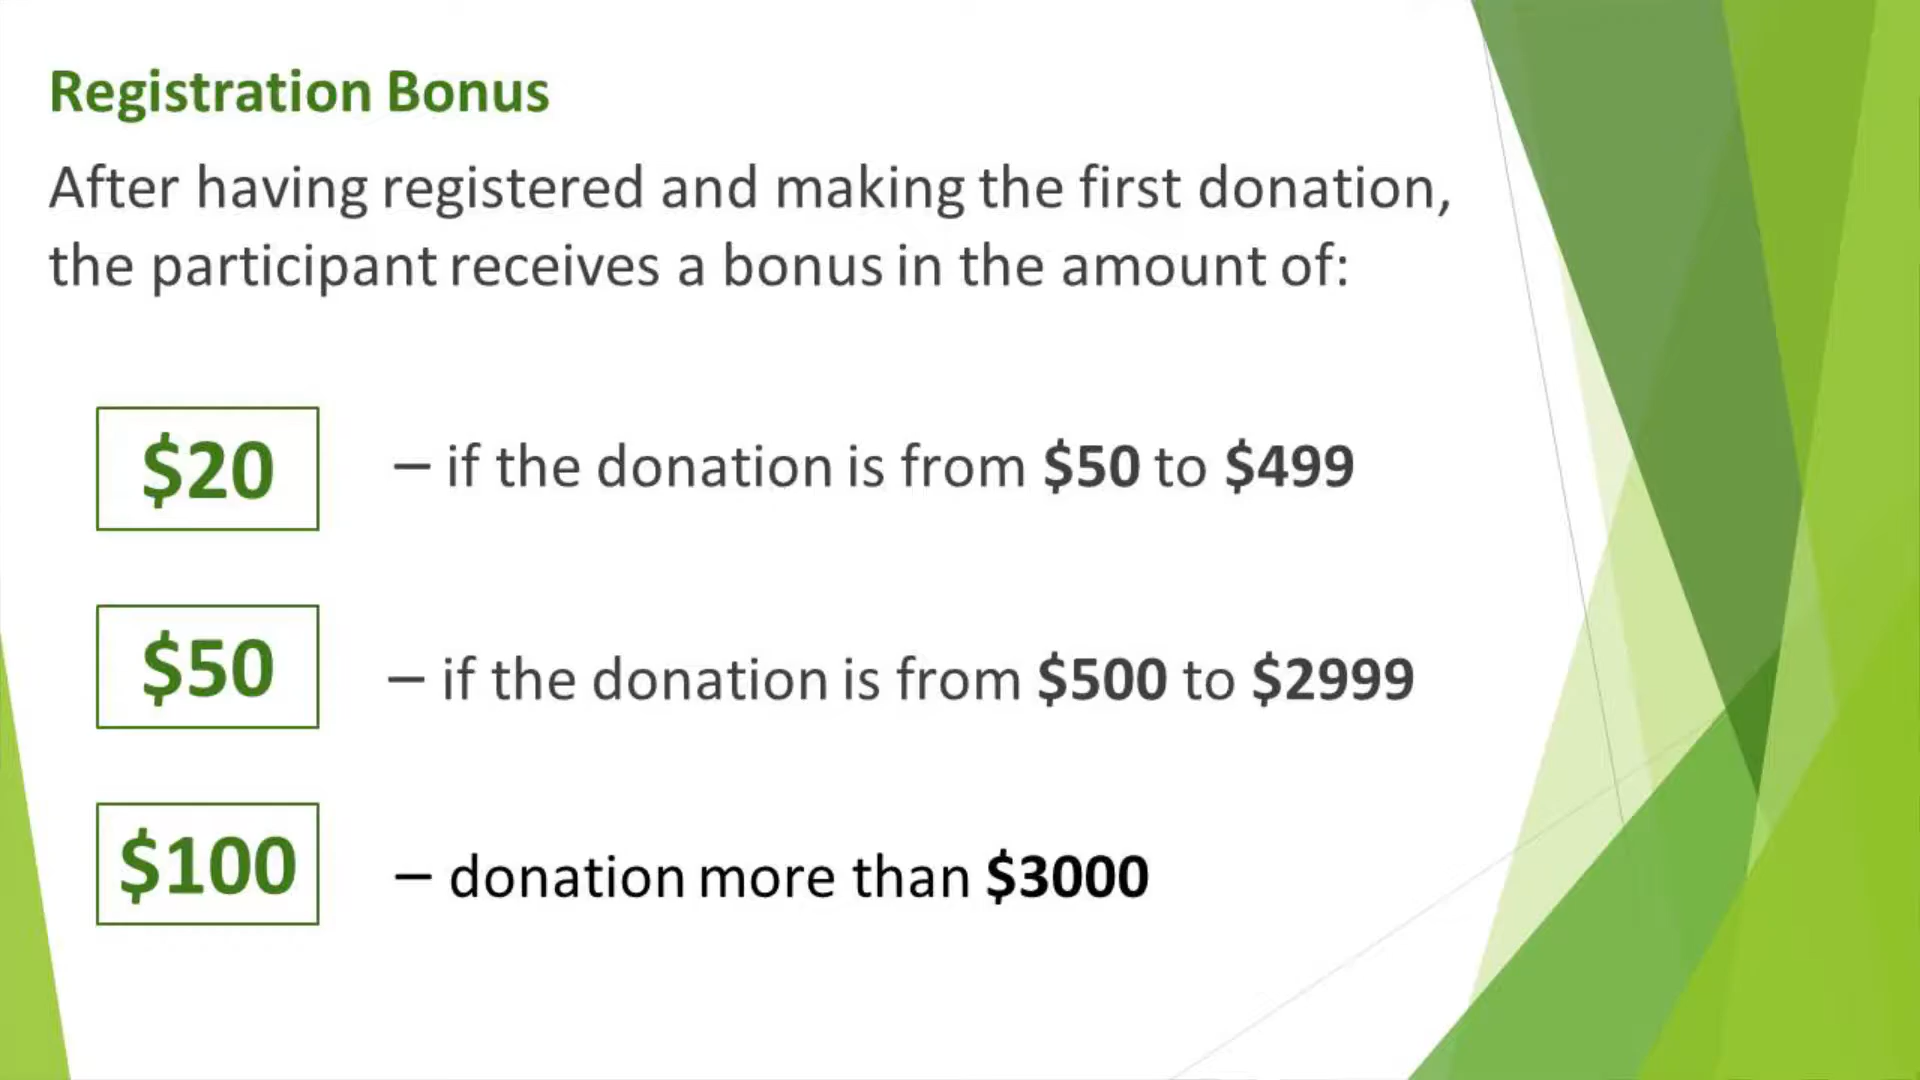 Registration Bonus
After having registered and making the first donation,
the participant receives a bonus in the amount of:
$20 – if the donation is from $50 to $499
$50 – if the donation is from $500 to $2999
$100 – donation more than $3000